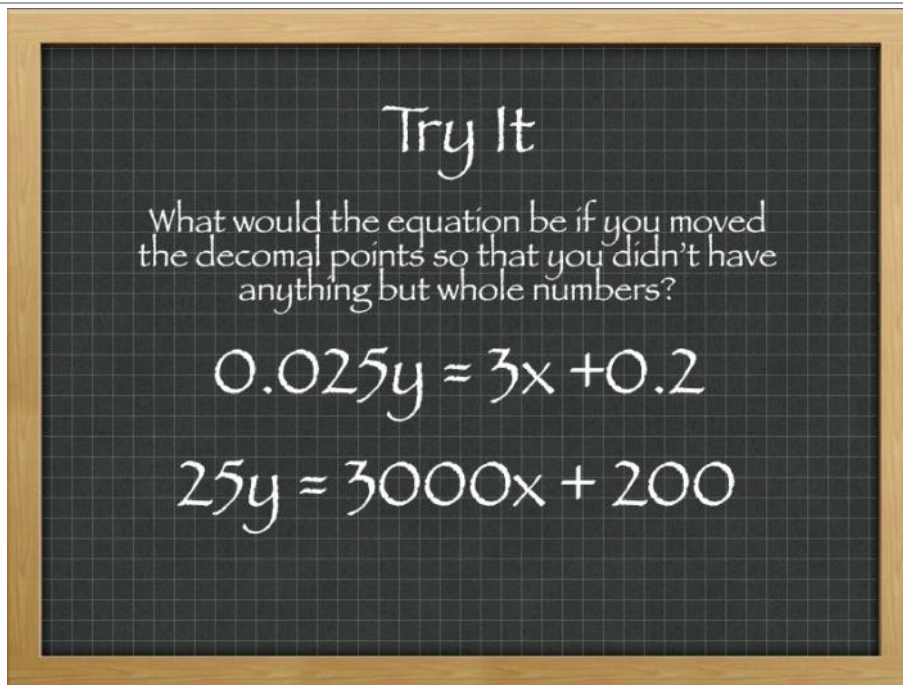 Try It
What would the equation be if you moved
the decomal points so that you didn't have
anything but whole numbers?
0.025y = 3x +0.2
25y = 3000x + 200